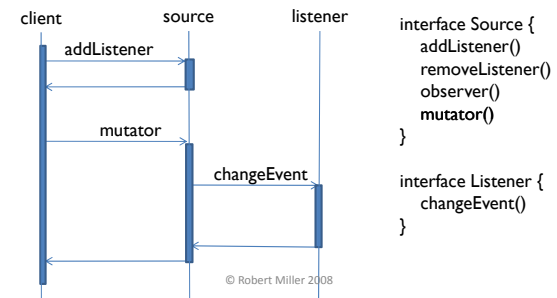 client
source
listener
addListener
mutator
changeEvent
interface Source {
addListener()
removeListener()
observer()
mutator()
}
interface Listener {
changeEvent()
}
© Robert Miller 2008